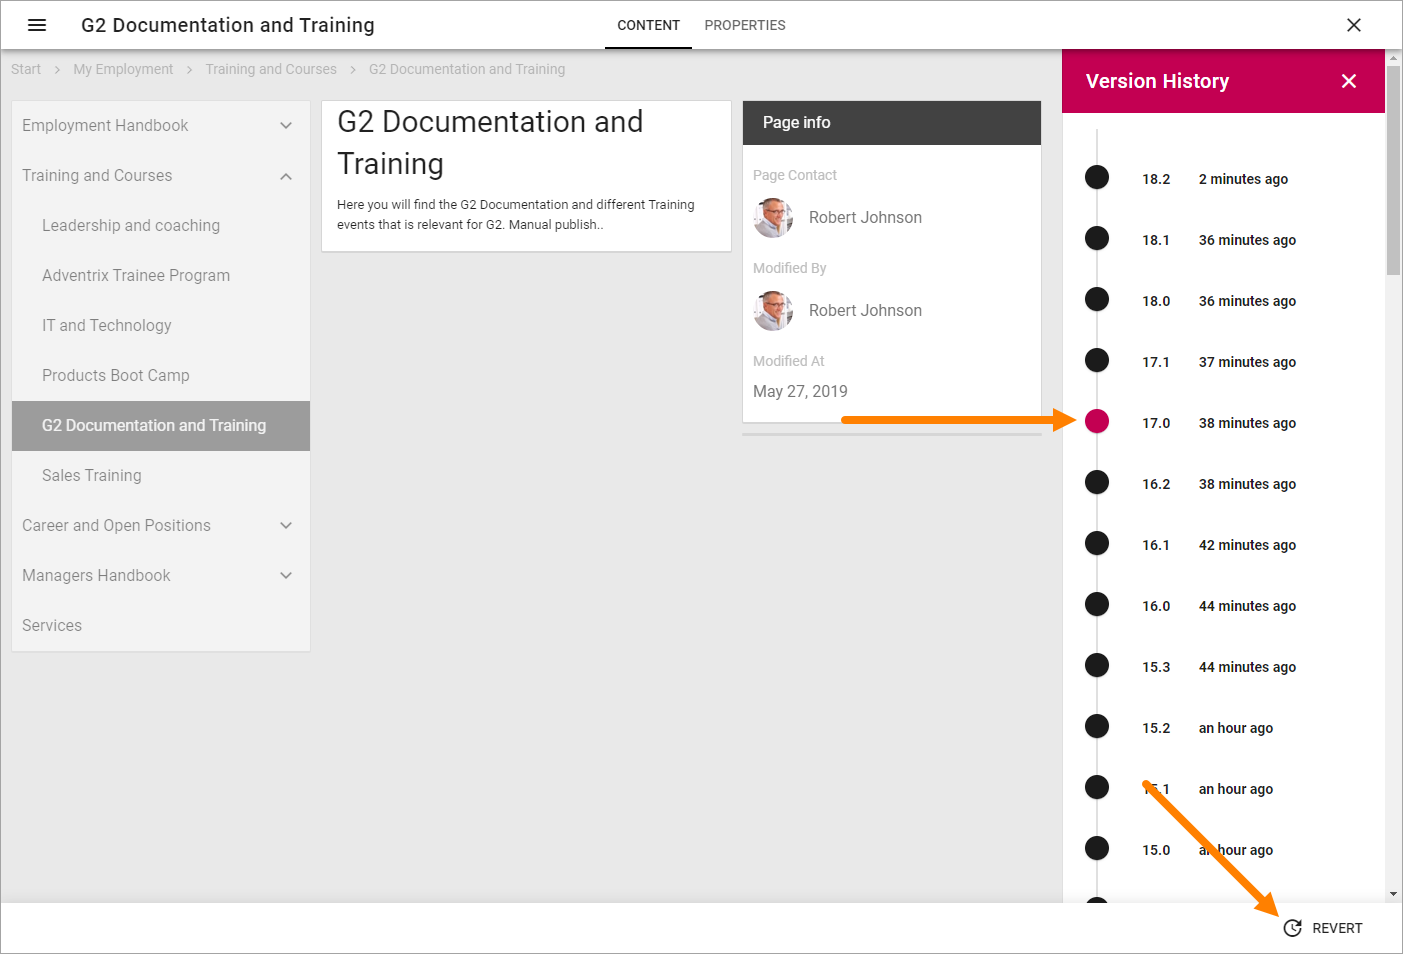 G2 Documentation and Training
CONTENT
PROPERTIES
Start > My Employment > Training and Courses > G2 Documentation and Training
Employment Handbook
Training and Courses
Leadership and coaching
Adventrix Trainee Program
IT and Technology
Products Boot Camp
G2 Documentation and Training
Sales Training
Career and Open Positions
Managers Handbook
Services
G2 Documentation and
Training
Here you will find the G2 Documentation and different Training
events that is relevant for G2. Manual publish..
Page info
Page Contact
Robert Johnson
Modified By
Robert Johnson
Modified At
May 27, 2019
Version History
18.2 2 minutes ago
18.1 36 minutes ago
18.0 36 minutes ago
17.1 37 minutes ago
17.0 38 minutes ago
16.2 38 minutes ago
16.1 42 minutes ago
16.0 44 minutes ago
15.3 44 minutes ago
15.2 an hour ago
15.1 an hour ago
15.0 an hour ago
REVERT